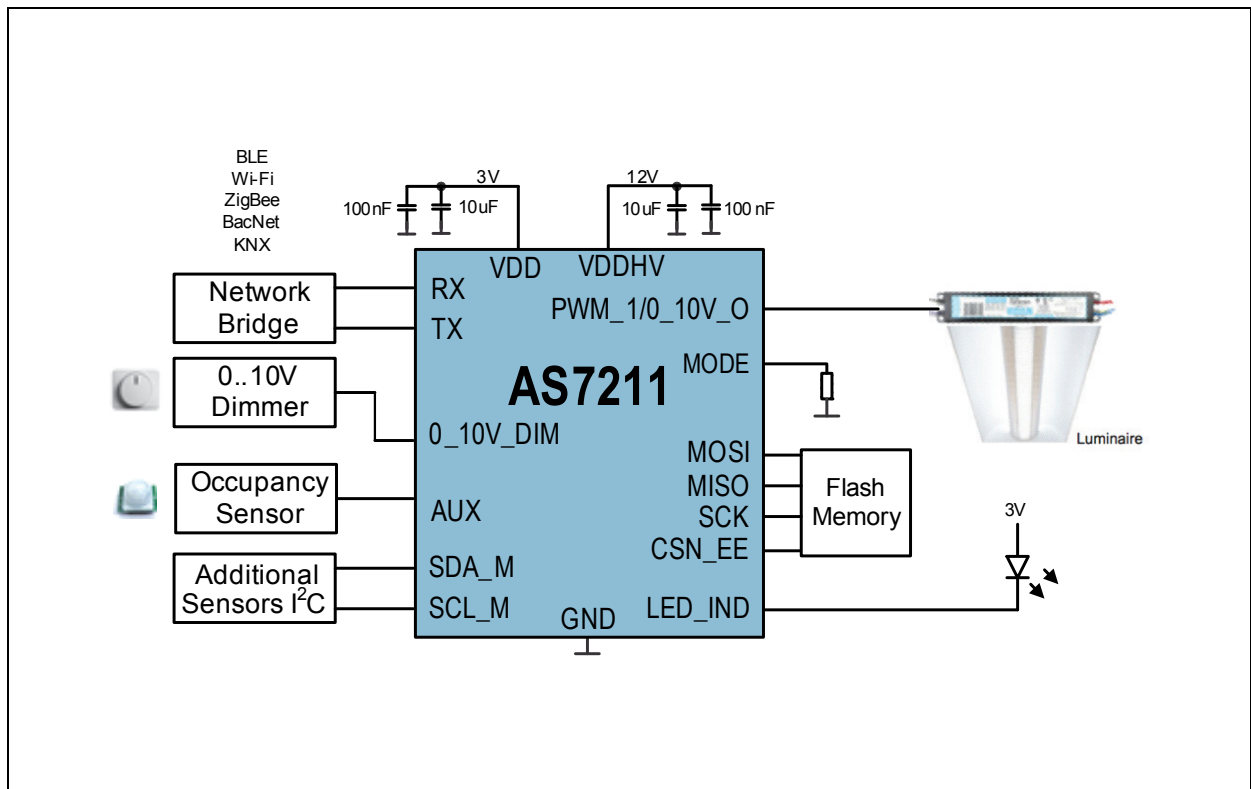 BLE
Wi-Fi
ZigBee
BacNet
KNX
3V
100nF
10uF
12V
10uF
100nF
VDD
VDDHV
Network
Bridge
RX
TX
PWM_1/0_10V_O
0..10V
Dimmer
MODE
AS7211
0_10V_DIM
Luminaire
Occupancy
Sensor
AUX
MOSI
MISO
SCK
CSN_EE
Flash
Memory
3V
Additional
Sensors I²C
SDA_M
SCL_M
GND
LED_IND